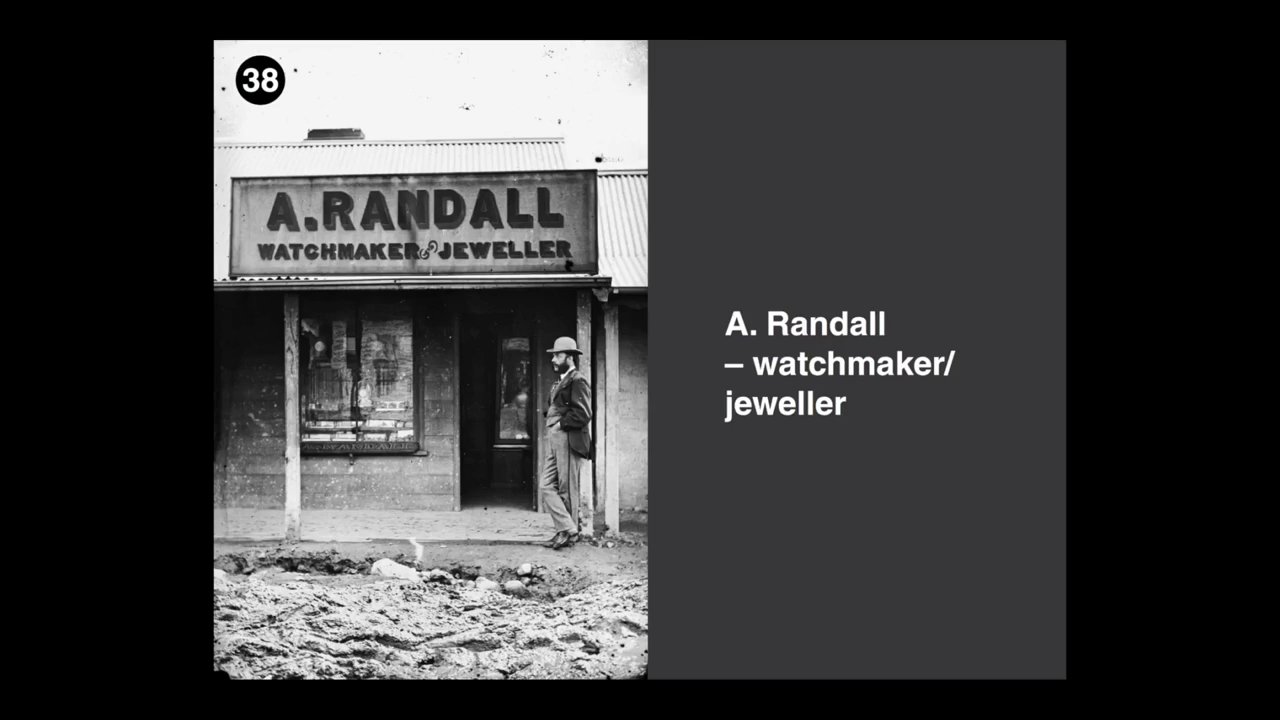 38
A.RANDALL
WATCHMAKER & JEWELLER
A. Randall
– watchmaker/
jeweller